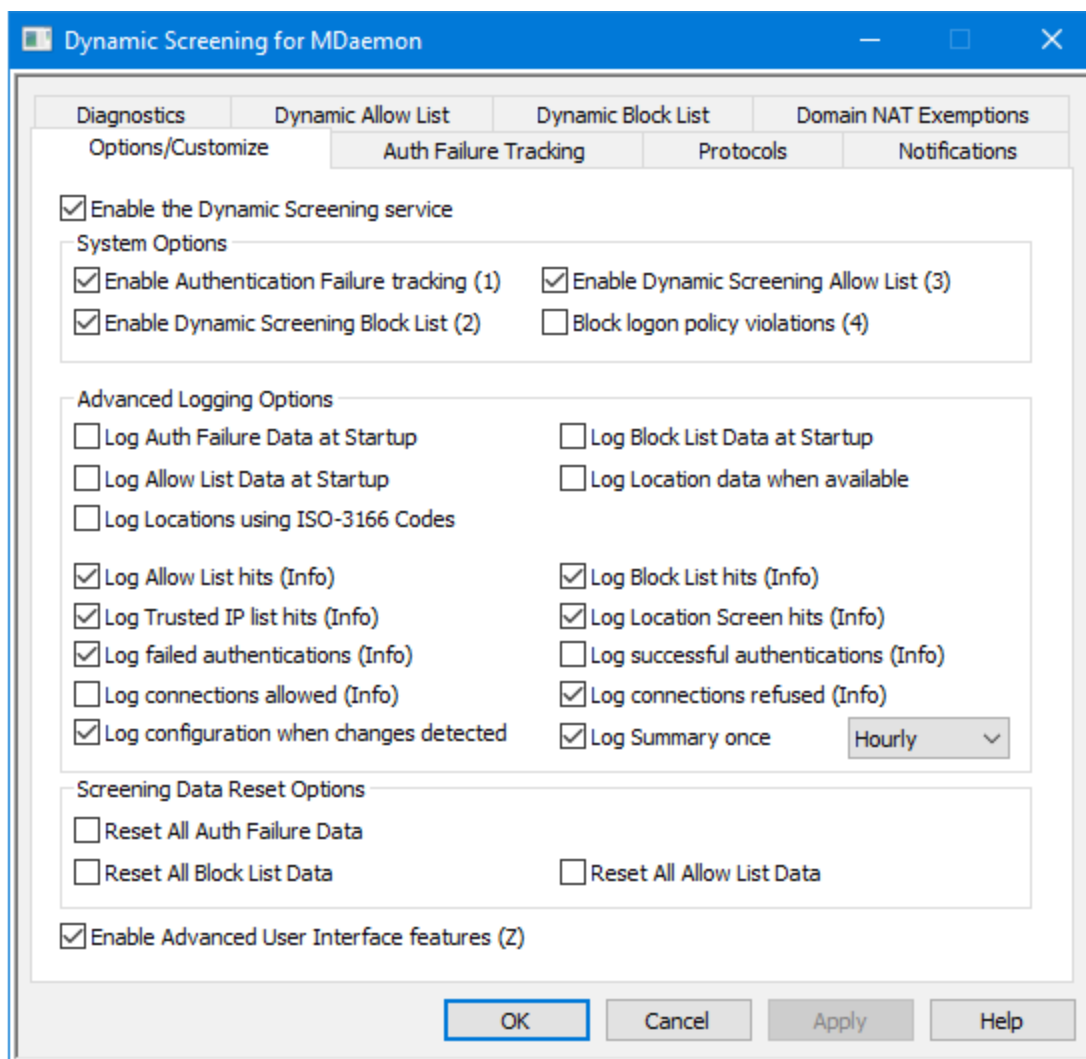 Dynamic Screening for MDaemon
Diagnostics Dynamic Allow List Dynamic Block List Domain NAT Exemptions
Options/Customize Auth Failure Tracking Protocols Notifications
Enable the Dynamic Screening service
System Options
Enable Authentication Failure tracking (1) Enable Dynamic Screening Allow List (3)
Enable Dynamic Screening Block List (2) Block logon policy violations (4)
Advanced Logging Options
Log Auth Failure Data at Startup Log Block List Data at Startup
Log Allow List Data at Startup Log Location data when available
Log Locations using ISO-3166 Codes
Log Allow List hits (Info) Log Block List hits (Info)
Log Trusted IP list hits (Info) Log Location Screen hits (Info)
Log failed authentications (Info) Log successful authentications (Info)
Log connections allowed (Info) Log connections refused (Info)
Log configuration when changes detected Log Summary once Hourly
Screening Data Reset Options
Reset All Auth Failure Data
Reset All Block List Data Reset All Allow List Data
Enable Advanced User Interface features (Z)
OK Cancel Apply Help